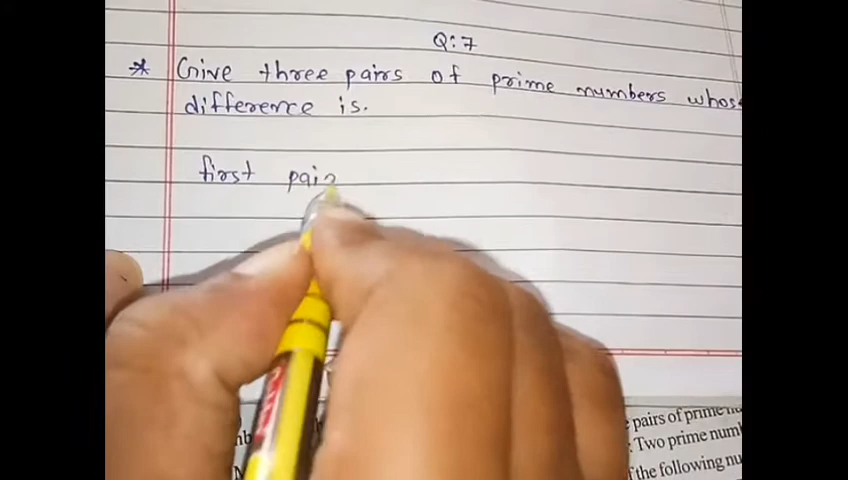 Q:7
* Give three pairs of prime numbers whose
difference is.
first pair
pairs of prime
: Two prime num
the following nu